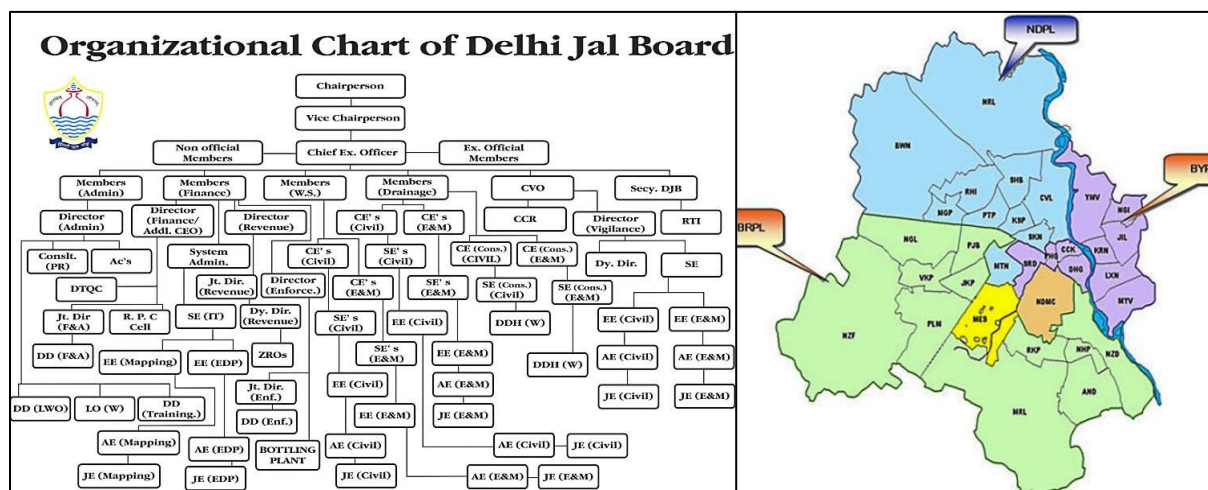 Organizational Chart of Delhi Jal Board
Chairperson
Vice Chairperson
Non official
Members
Chief Ex. Officer
Ex. Official
Members
Members
(Admin)
Members
(Finance)
Members
(W.S.)
Members
(Drainage)
CVO
Secy. DJB
Director
(Admin)
Director
(Finance/
Addl. CEO)
Director
(Revenue)
CE' s
(Civil)
CE' s
(E&M)
CCR
Director
(Vigilance)
RTI
Conslt.
(PR)
Ac's
System
Admin.
CE's
(Civil)
SE's
(Civil)
CE (Cons.)
(CIVIL)
CE (Cons.)
(E&M)
Dy. Dir.
SE
DTQC
Jt. Dir.
(Revenue)
Director
(Enforce.)
CE's
(E&M)
SE's
(E&M)
SE (Cons.)
(Civil)
SE (Cons.)
(E&M)
Jt. Dir
(F&A)
R. P. C
Cell
SE (IT)
Dy. Dir.
(Revenue)
SE's
(Civil)
EE (Civil)
DDH (W)
EE (Civil)
EE (E&M)
DD (F&A)
EE (Mapping)
EE (EDP)
ZROs
SE' s
(E&M)
EE (E&M)
DDH (W)
AE (Civil)
AE (E&M)
Jt. Dir.
(Enf.)
EE (Civil)
AE (E&M)
JE (Civil)
JE (E&M)
DD (LWO)
LO (W)
DD
(Training.)
DD (Enf.)
EE (E&M)
JE (E&M)
AE (Mapping)
AE (EDP)
BOTTLING
PLANT
AE (Civil)
AE (Civil)
JE (Civil)
JE (Mapping)
JE (EDP)
JE (Civil)
AE (E&M)
JE (E&M)
NDPL
NRL
BWN
SHB
RHI
CVL
YMV
MGP
PTP
KSP
NGI
BRPL
SKN
JIL
NGL
PJB
CCK
KRN
MTN
SRD
PHG
DHG
LXN
VKP
JKP
MES
NDMC
MYV
NZF
PLM
RKP
NHP
NZD
AND
MRL